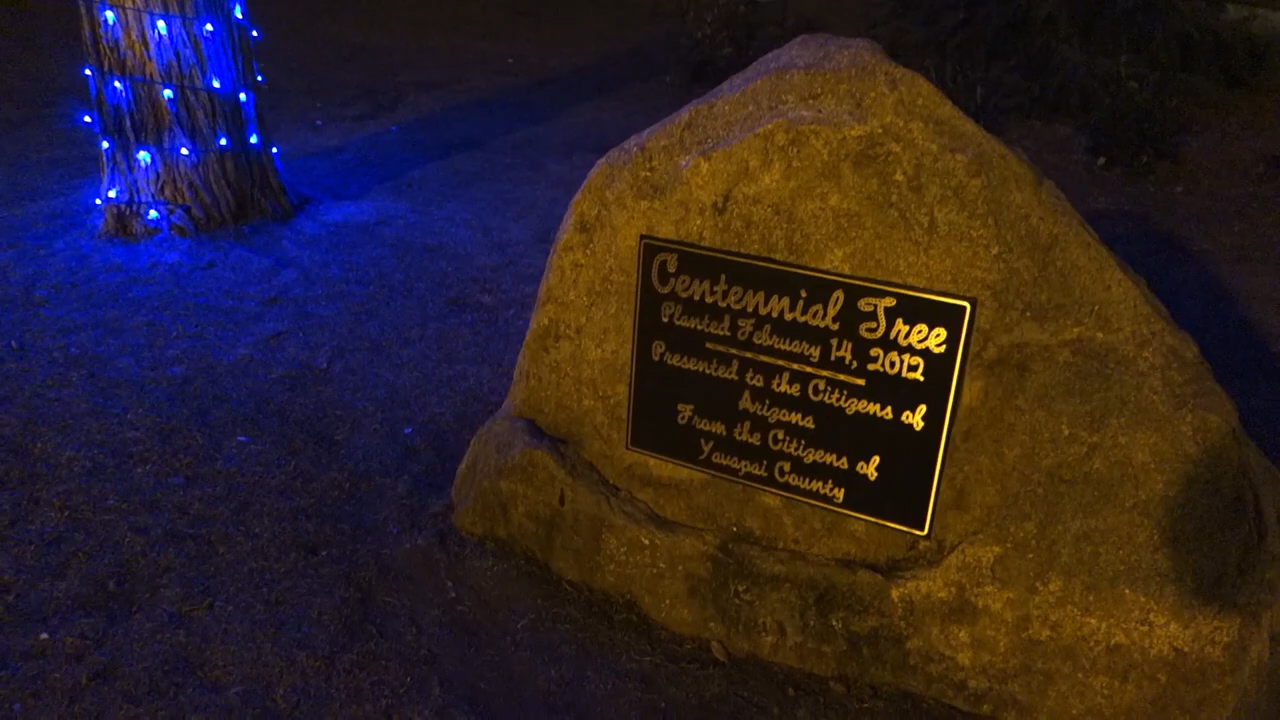 Centennial Tree
Planted February 14, 2012
Presented to the Citizens of
Arizona
From the Citizens of
Yavapai County